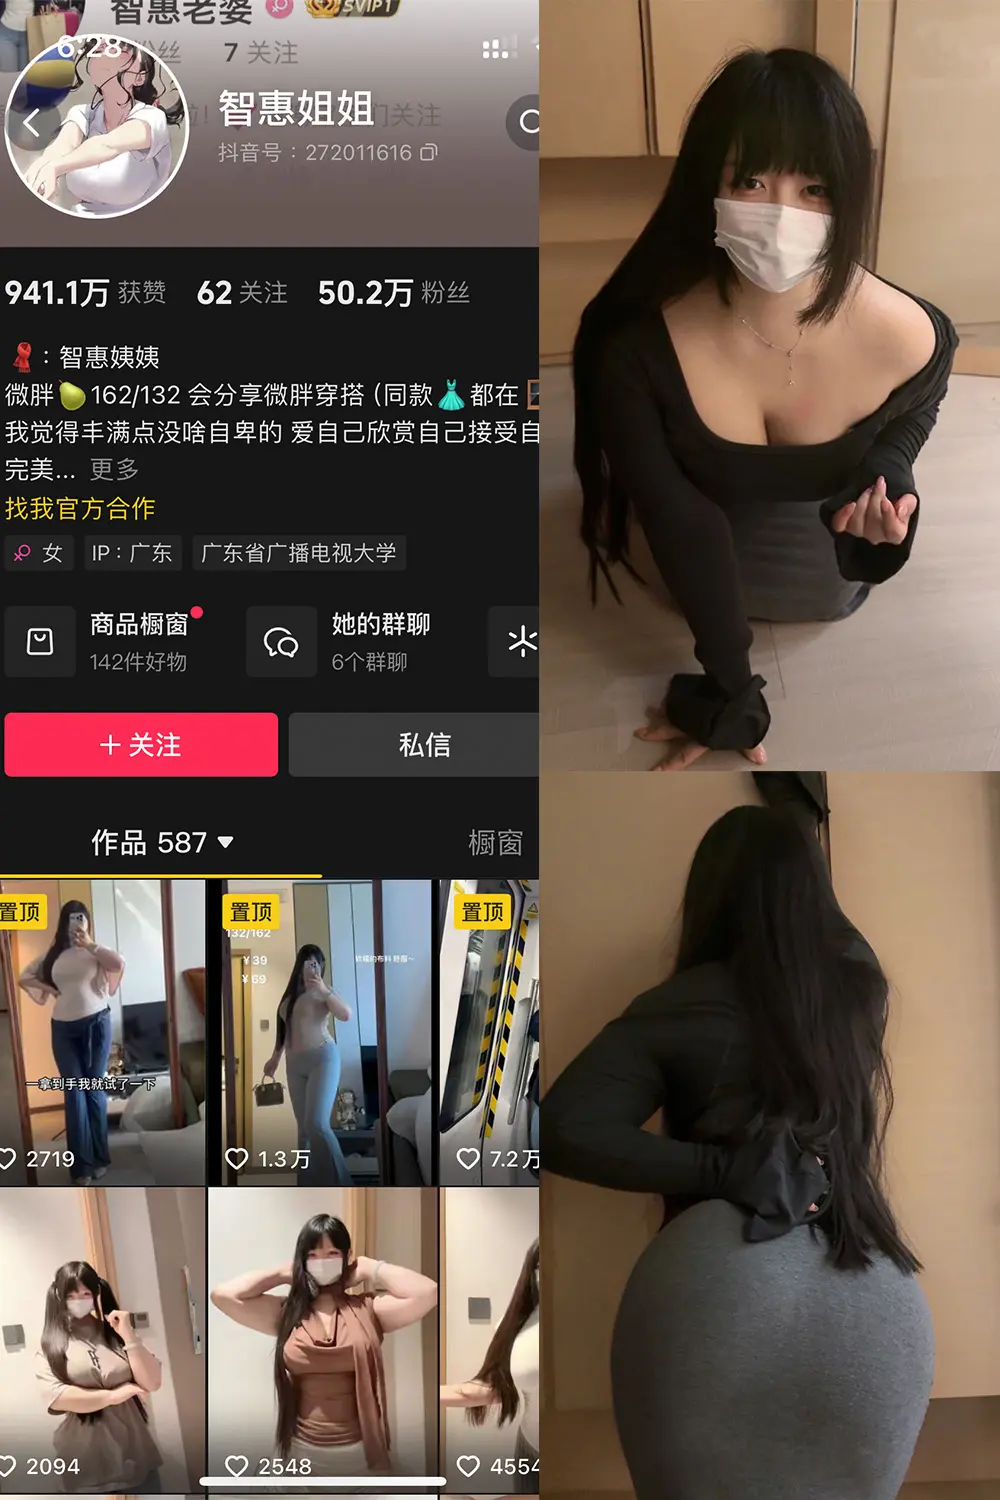 智惠老婆
SVIP1
6:28
粉丝
7 关注
智惠姐姐
们关注
抖音号：272011616
941.1万 获赞 62 关注 50.2万 粉丝
：智惠姨姨
微胖🍐162/132 会分享微胖穿搭（同款👗都在
我觉得丰满点没啥自卑的 爱自己欣赏自己接受自
完美... 更多
找我官方合作
女 IP：广东 广东省广播电视大学
商品橱窗 她的群聊
142件好物 6个群聊
＋关注 私信
作品 587 橱窗
置顶 置顶 置顶
132/162
¥39
¥69
一拿到手我就试了一下
2719 1.3万 7.2万
2094 2548 4554